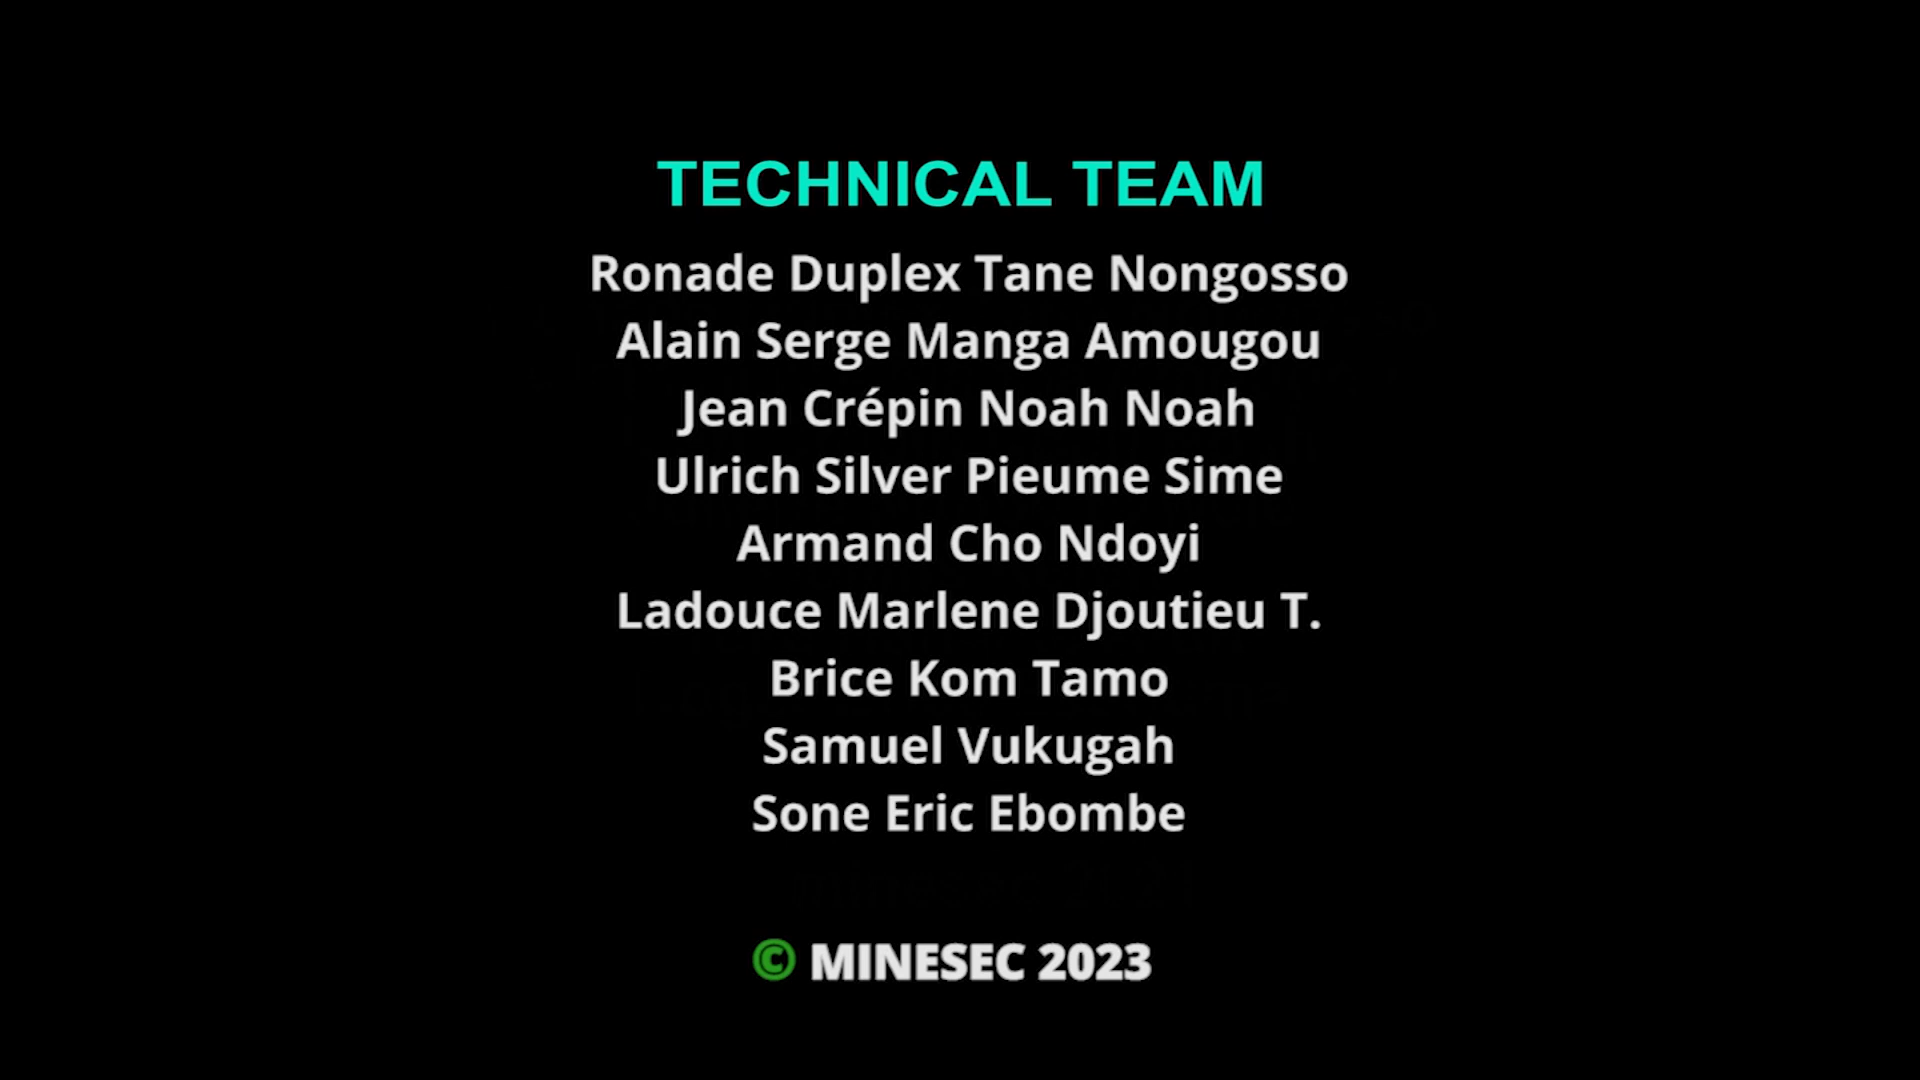 TECHNICAL TEAM
Ronade Duplex Tane Nongosso
Alain Serge Manga Amougou
Jean Crépin Noah Noah
Ulrich Silver Pieume Sime
Armand Cho Ndoyi
Ladouce Marlene Djoutieu T.
Brice Kom Tamo
Samuel Vukugah
Sone Eric Ebombe
© MINESEC 2023